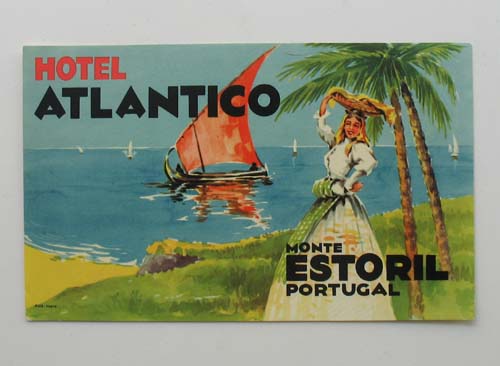 HOTEL
ATLANTICO
MONTE
ESTORIL
PORTUGAL